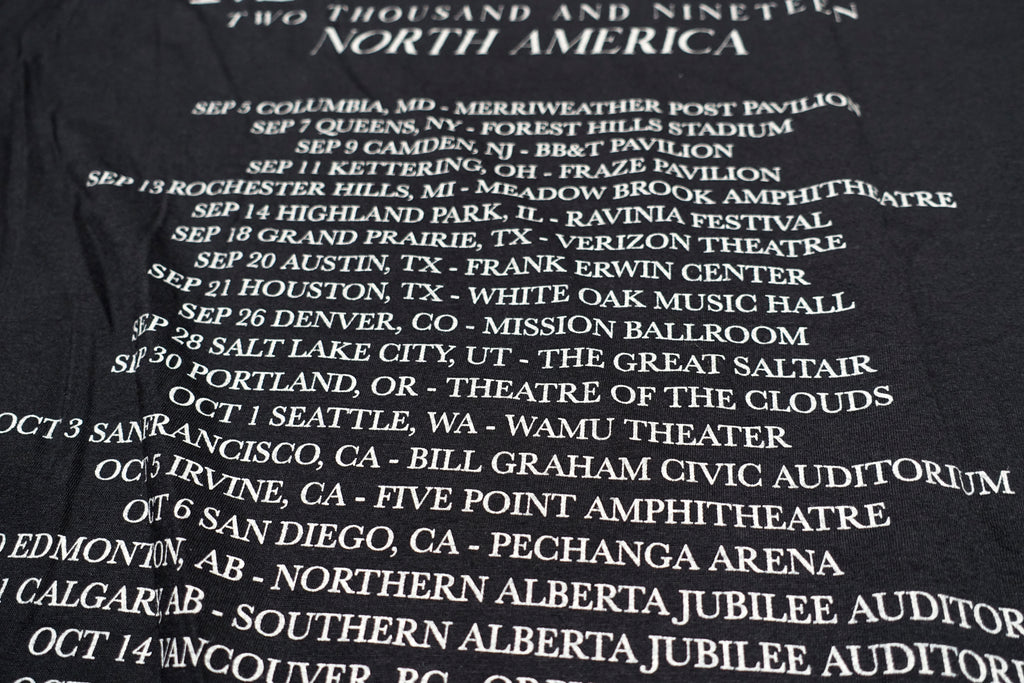 TWO THOUSAND AND NINETEEN
NORTH AMERICA
SEP 5 COLUMBIA, MD - MERRIWEATHER POST PAVILION
SEP 7 QUEENS, NY - FOREST HILLS STADIUM
SEP 9 CAMDEN, NJ - BB&T PAVILION
SEP 11 KETTERING, OH - FRAZE PAVILION
SEP 13 ROCHESTER HILLS, MI - MEADOW BROOK AMPHITHEATRE
SEP 14 HIGHLAND PARK, IL - RAVINIA FESTIVAL
SEP 18 GRAND PRAIRIE, TX - VERIZON THEATRE
SEP 20 AUSTIN, TX - FRANK ERWIN CENTER
SEP 21 HOUSTON, TX - WHITE OAK MUSIC HALL
SEP 26 DENVER, CO - MISSION BALLROOM
SEP 28 SALT LAKE CITY, UT - THE GREAT SALTAIR
SEP 30 PORTLAND, OR - THEATRE OF THE CLOUDS
OCT 1 SEATTLE, WA - WAMU THEATER
OCT 3 SAN FRANCISCO, CA - BILL GRAHAM CIVIC AUDITORIUM
OCT 5 IRVINE, CA - FIVE POINT AMPHITHEATRE
OCT 6 SAN DIEGO, CA - PECHANGA ARENA
EDMONTON, AB - NORTHERN ALBERTA JUBILEE AUDITOR
CALGARY, AB - SOUTHERN ALBERTA JUBILEE AUDITORI
OCT 14 VANCOUVER, BC -